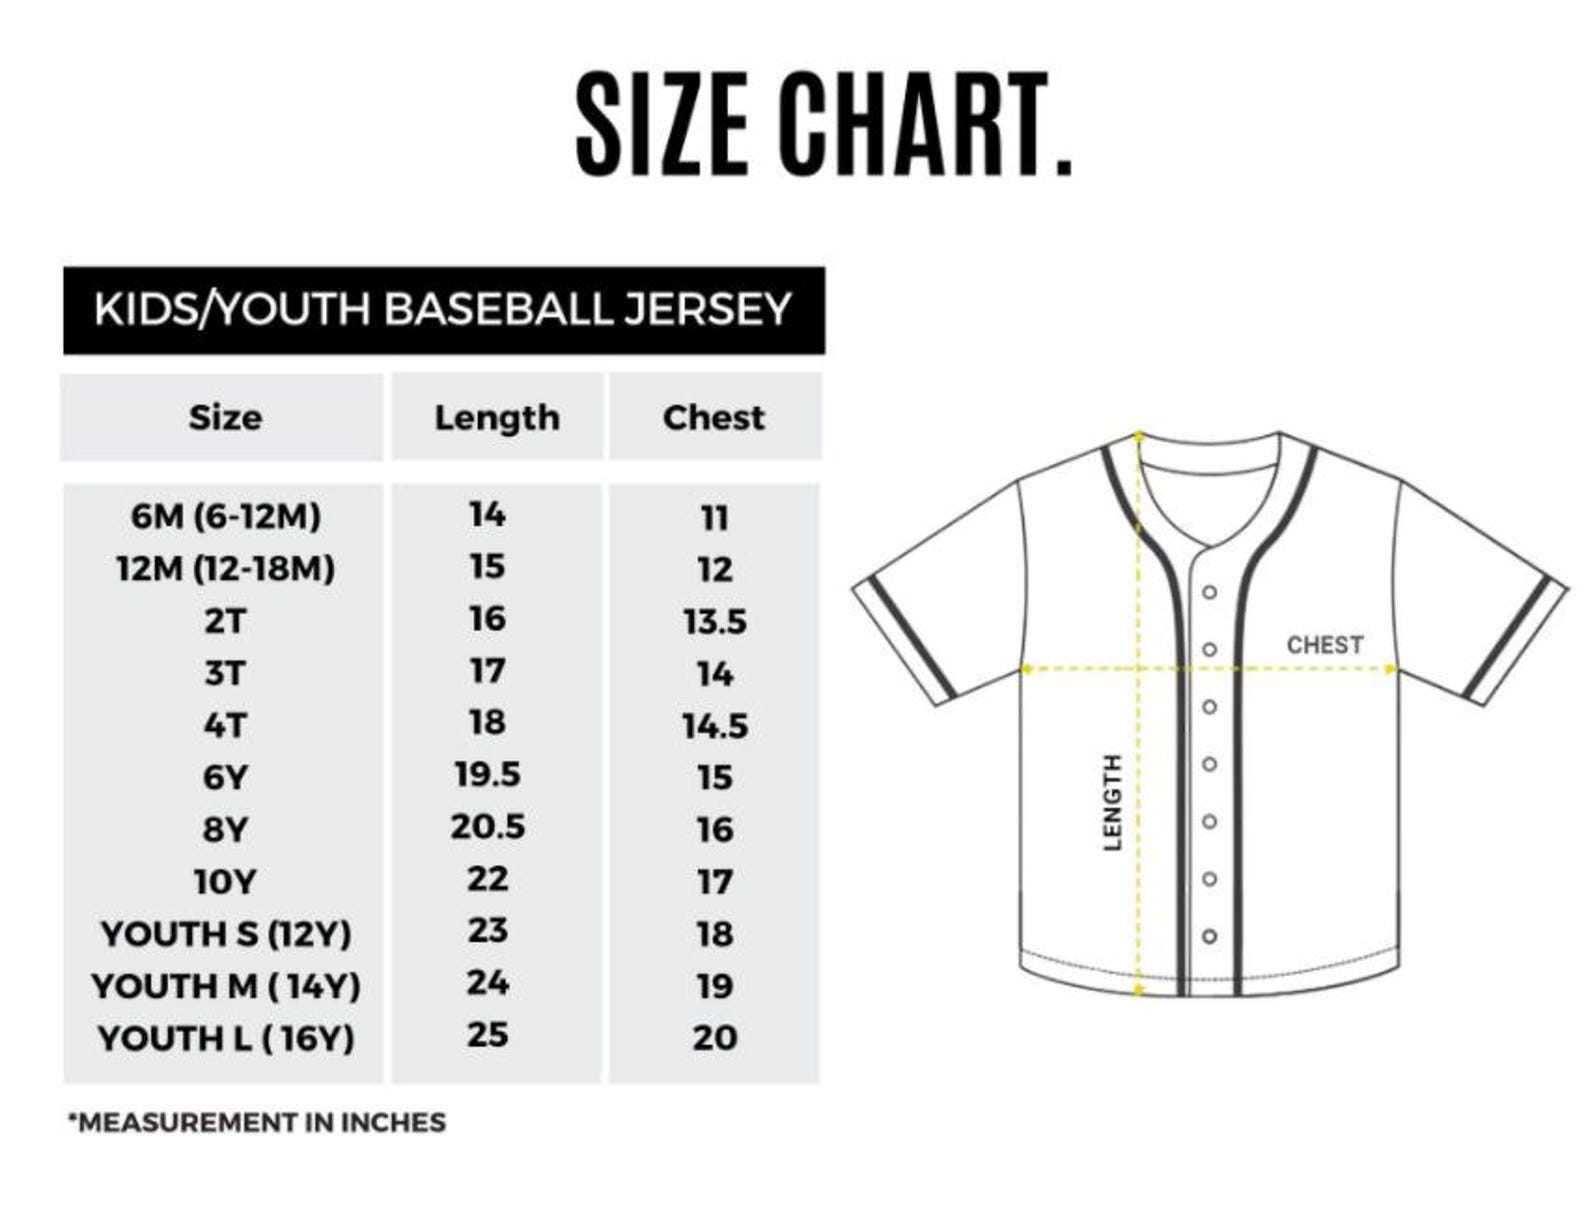 SIZE CHART.
KIDS/YOUTH BASEBALL JERSEY
Size Length Chest
6M (6-12M) 14 11
12M (12-18M) 15 12
2T 16 13.5
3T 17 14
4T 18 14.5
6Y 19.5 15
8Y 20.5 16
10Y 22 17
YOUTH S (12Y) 23 18
YOUTH M ( 14Y) 24 19
YOUTH L ( 16Y) 25 20
*MEASUREMENT IN INCHES
CHEST
LENGTH